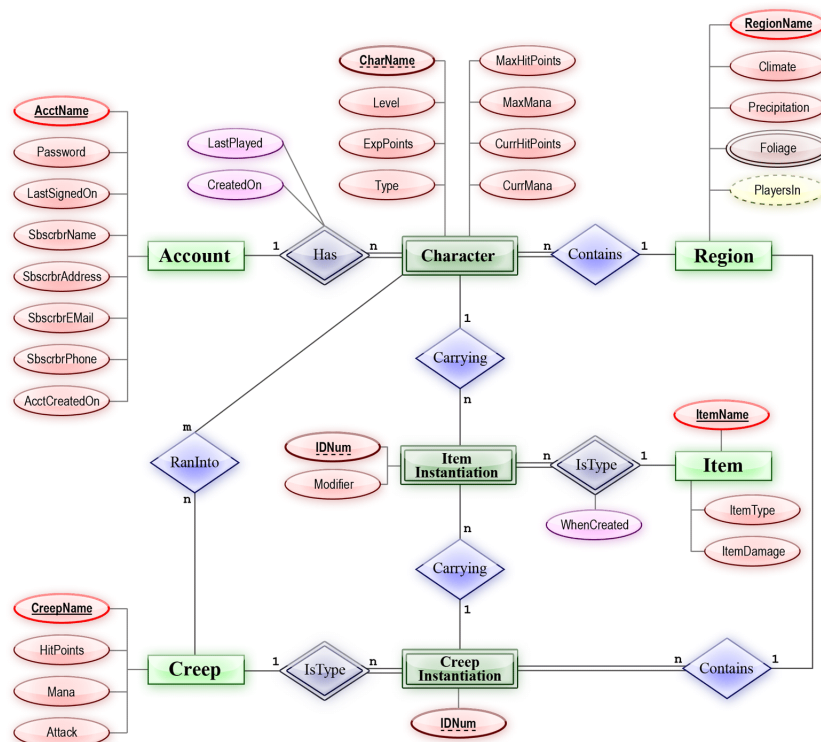 RegionName
CharName
MaxHitPoints
Climate
Level
MaxMana
AcctName
Precipitation
LastPlayed
ExpPoints
CurrHitPoints
Password
Foliage
CreatedOn
Type
CurrMana
LastSignedOn
PlayersIn
SbscrbrName
1
n
n
1
Account
Has
Character
Contains
Region
SbscrbrAddress
SbscrbrEMail
1
SbscrbrPhone
Carrying
AcctCreatedOn
n
ItemName
m
IDNum
RanInto
Item
Instantiation
n
IsType
1
Item
Modifier
n
WhenCreated
ItemType
n
ItemDamage
Carrying
CreepName
1
HitPoints
1
n
n
1
Creep
IsType
Creep
Instantiation
Contains
Mana
IDNum
Attack